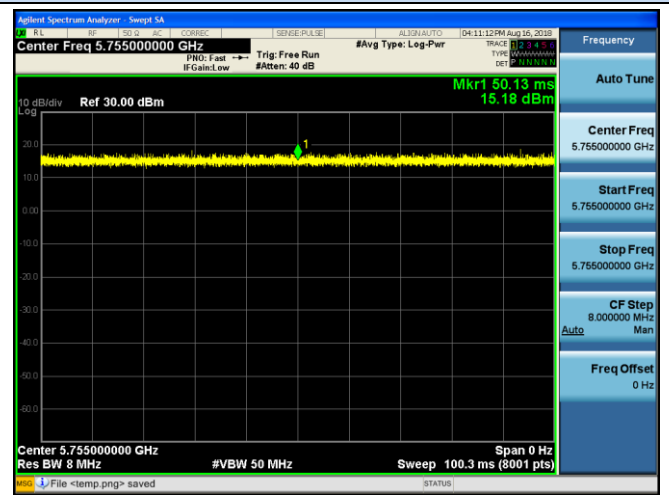 Agilent Spectrum Analyzer - Swept SA
RL RF 50 Ω AC CORREC SENSE:PULSE ALIGNAUTO 04:11:12PM Aug 16, 2018
Center Freq 5.755000000 GHz
PNO: Fast Trig: Free Run
IFGain:Low #Atten: 40 dB
#Avg Type: Log-Pwr
TRACE 1 2 3 4 5 6
TYPE
DET P N N N N N
Mkr1 50.13 ms
15.18 dBm
10 dB/div Ref 30.00 dBm
Log
1
20.0
10.0
0.00
-10.0
-20.0
-30.0
-40.0
-50.0
-60.0
Center 5.755000000 GHz Span 0 Hz
Res BW 8 MHz #VBW 50 MHz Sweep 100.3 ms (8001 pts)
MSG File <temp.png> saved STATUS
Frequency
Auto Tune
Center Freq
5.755000000 GHz
Start Freq
5.755000000 GHz
Stop Freq
5.755000000 GHz
CF Step
8.000000 MHz
Auto Man
Freq Offset
0 Hz